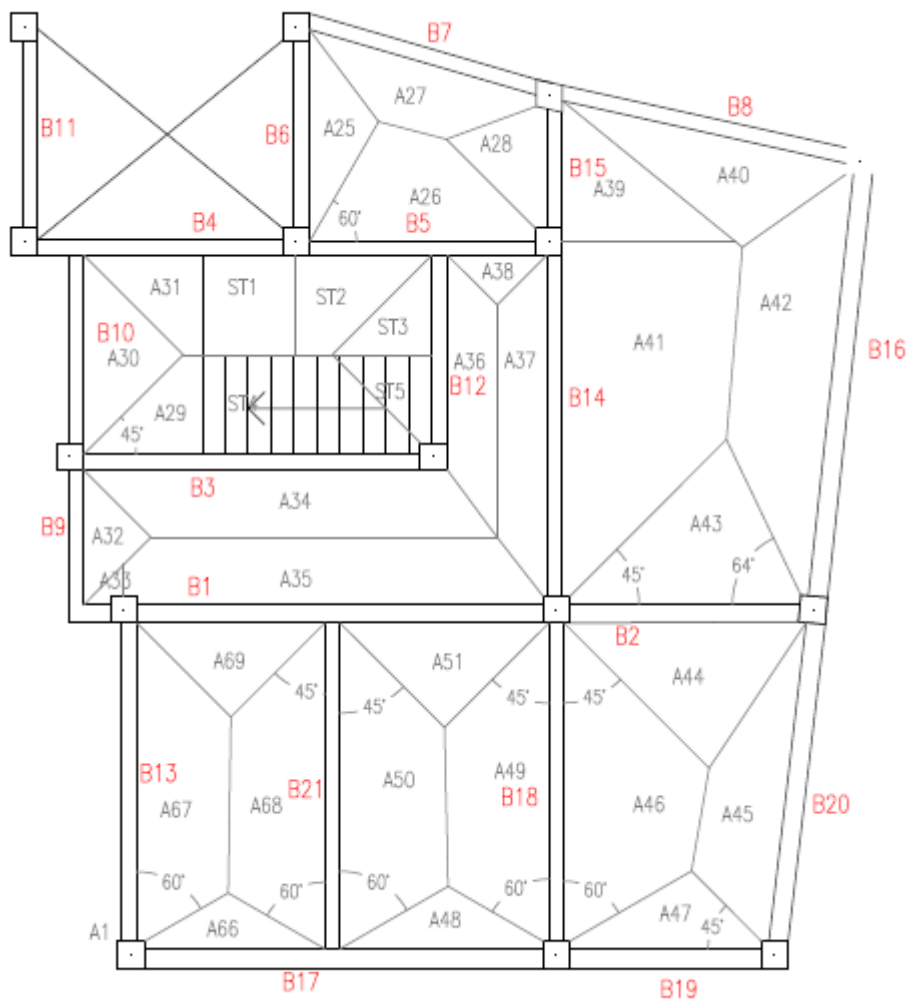 B7
B8
A27
B11
B6
A25
A28
B15
A40
A39
A26
B4
B5
60°
A31
ST1
ST2
A38
A42
B10
ST3
A41
A30
A36
A37
B16
B12
ST5
B14
ST4
A29
45°
B3
A34
B9
A32
A43
45°
64°
A33
B1
A35
B2
A69
A51
A44
45°
45°
45°
45°
B13
B21
A50
A49
A67
A68
B18
A46
A45
B20
60°
60°
60°
60°
60°
A1
A66
A48
A47
45°
B17
B19